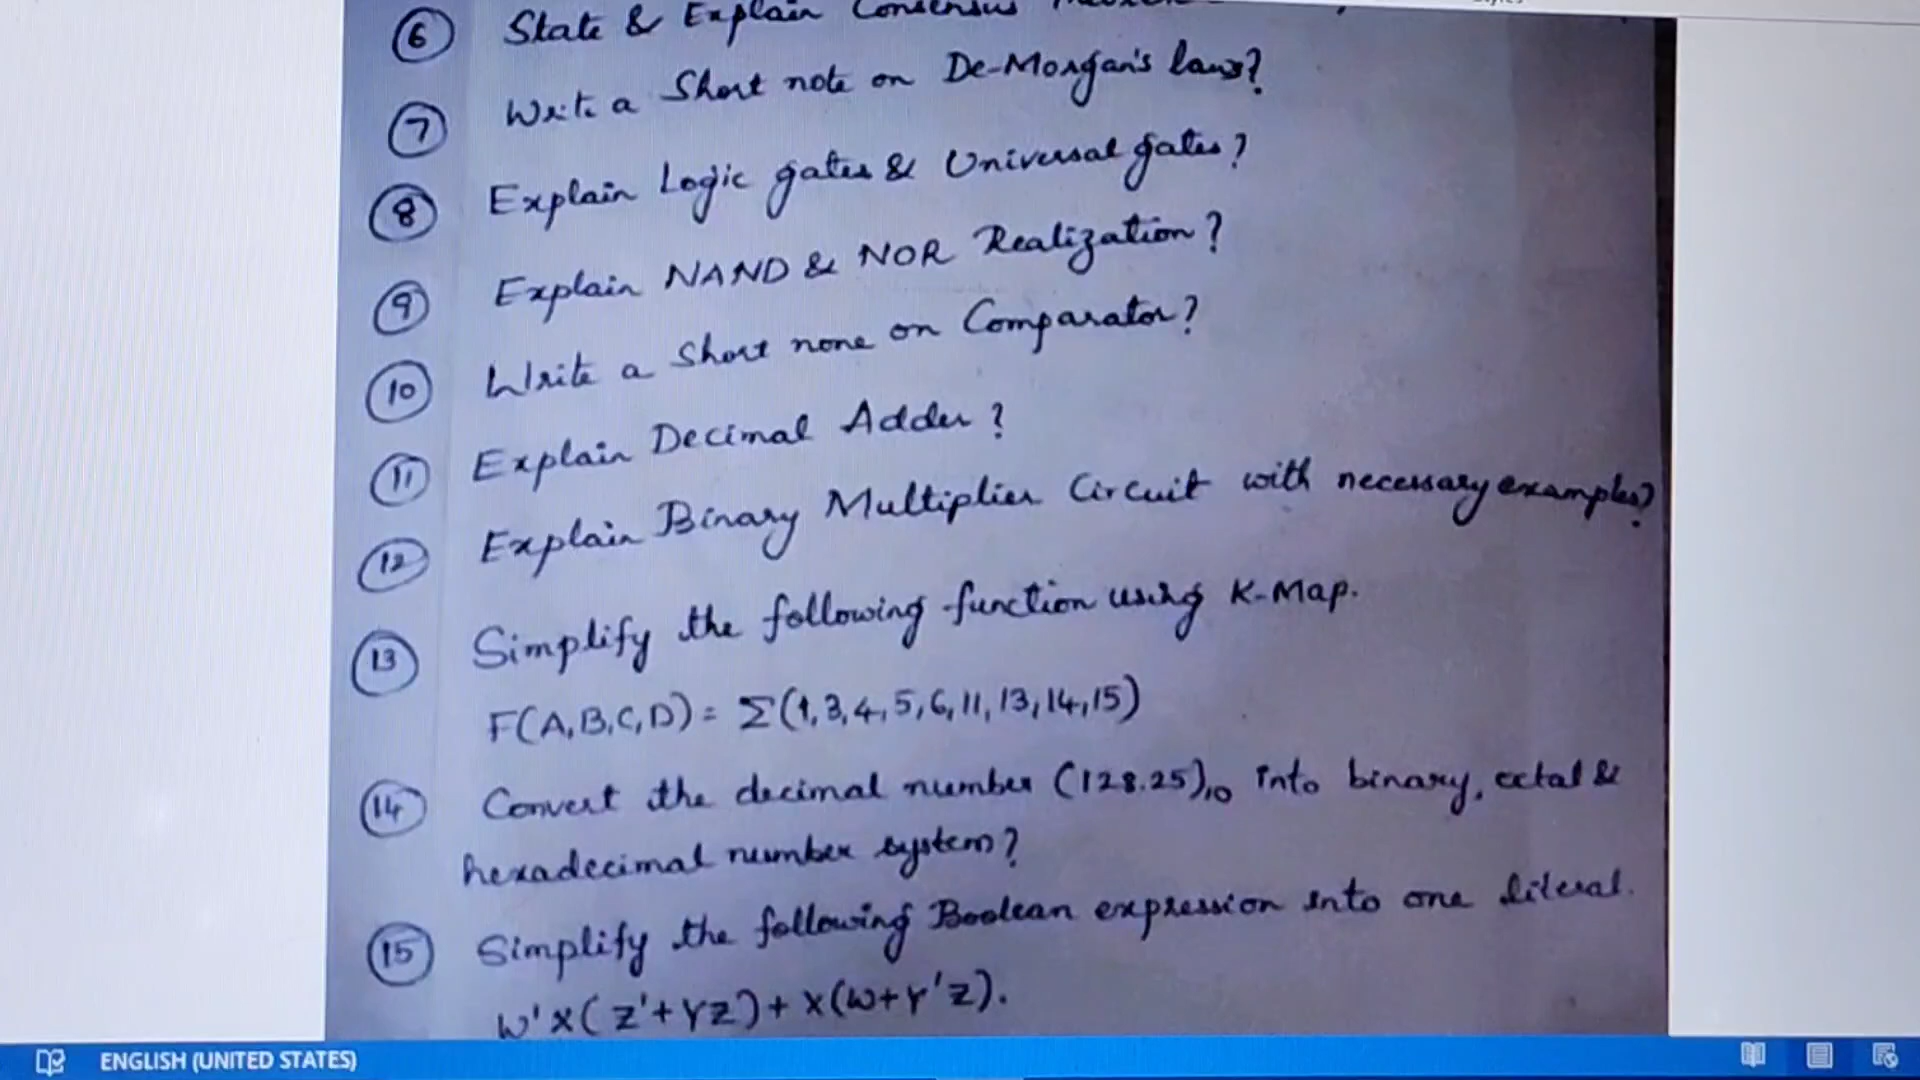 6 State & Explain Consensus
7 Write a Short note on De-Morgan's laws?
8 Explain Logic gates & Universal gates?
9 Explain NAND & NOR Realization?
10 Write a Short none on Comparator?
11 Explain Decimal Adder?
12 Explain Binary Multiplier Circuit with necessary examples?
13 Simplify the following function using K-Map.
F(A,B,C,D) = Σ(1,3,4,5,6,11,13,14,15)
14 Convert the decimal number (128.25)₁₀ into binary, octal &
hexadecimal number system?
15 Simplify the following Boolean expression into one literal.
W'X(Z'+YZ)+X(W+Y'Z).
ENGLISH (UNITED STATES)